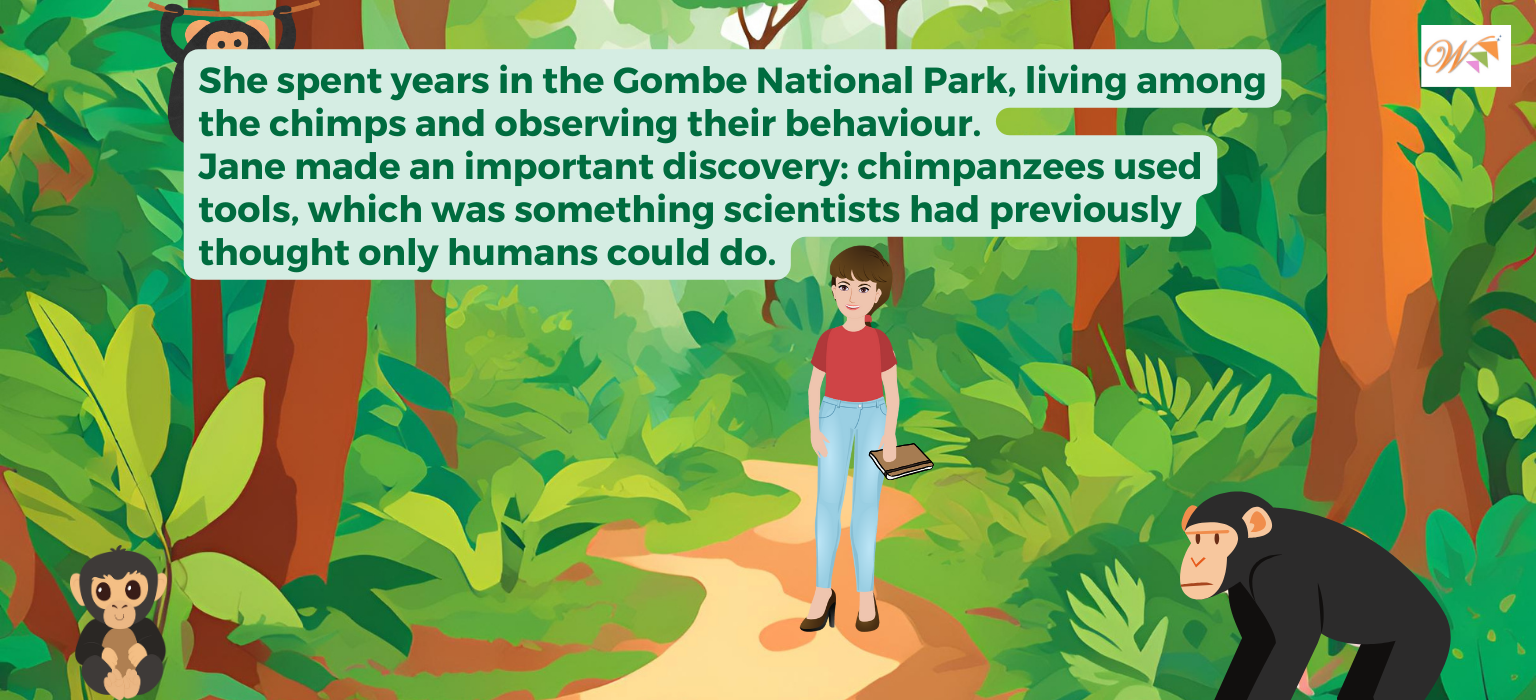 She spent years in the Gombe National Park, living among
the chimps and observing their behaviour.
Jane made an important discovery: chimpanzees used
tools, which was something scientists had previously
thought only humans could do.
W